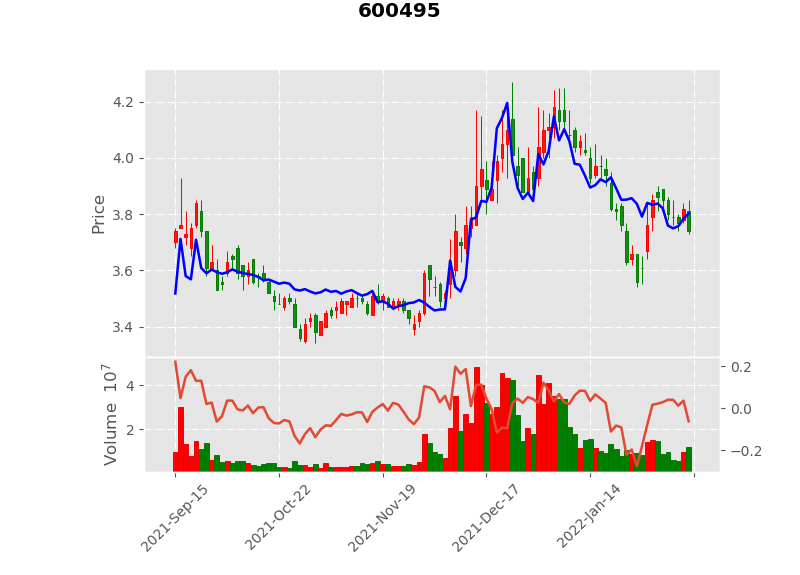 600495
Price
4.2
4.0
3.8
3.6
3.4
Volume 10^7
4
2
0.2
0.0
−0.2
2021-Sep-15
2021-Oct-22
2021-Nov-19
2021-Dec-17
2022-Jan-14